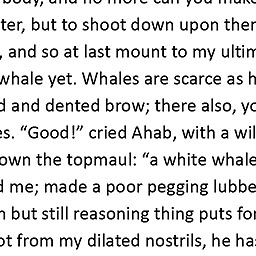 body, and no more can you make
ter, but to shoot down upon then
, and so at last mount to my ultim
whale yet. Whales are scarce as h
d and dented brow; there also, yo
es. “Good!” cried Ahab, with a wil
own the topmaul: “a white whale
d me; made a poor pegging lubbe
n but still reasoning thing puts for
ot from my dilated nostrils, he has